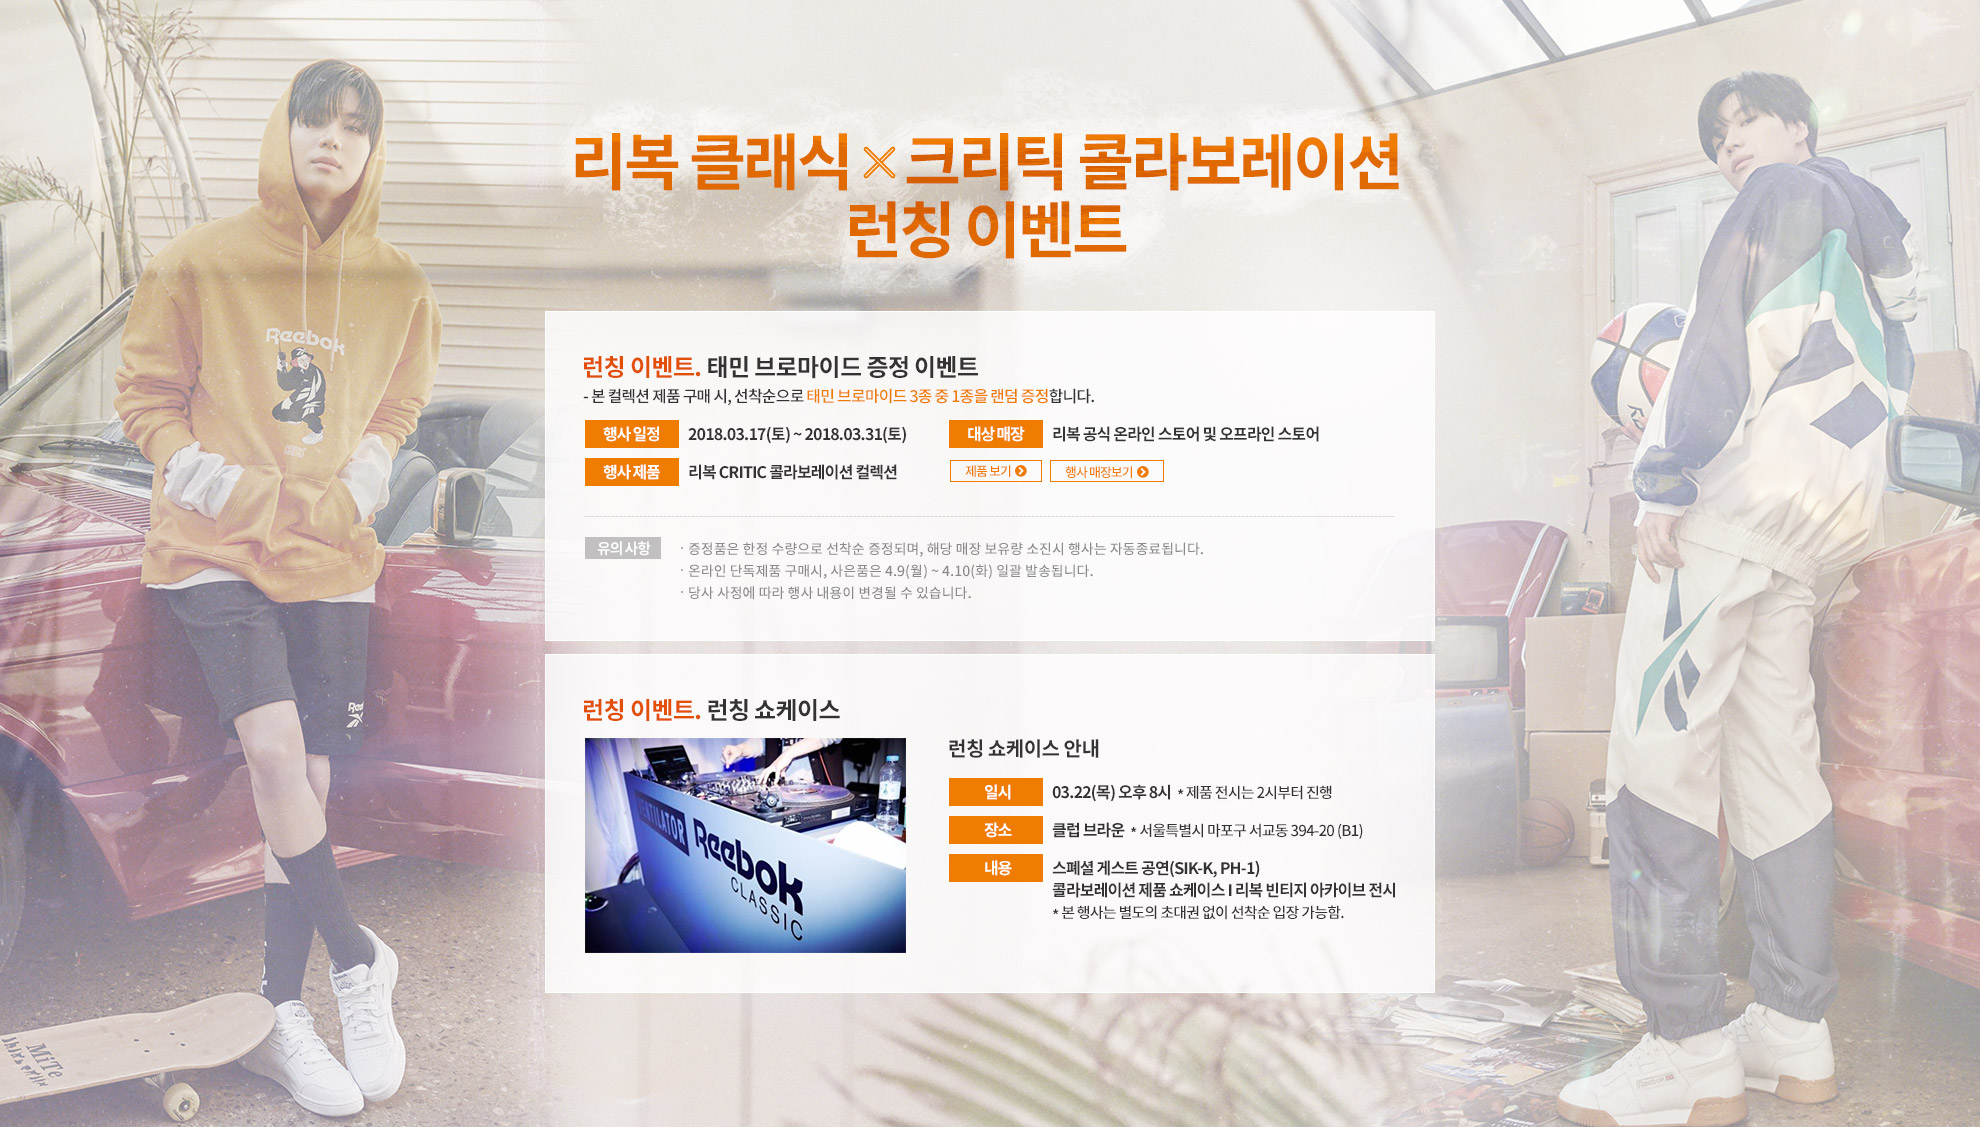 리복 클래식 × 크리틱 콜라보레이션
런칭 이벤트
런칭 이벤트. 태민 브로마이드 증정 이벤트
- 본 컬렉션 제품 구매 시, 선착순으로 태민 브로마이드 3종 중 1종을 랜덤 증정합니다.
행사 일정 2018.03.17(토) ~ 2018.03.31(토)
대상 매장 리복 공식 온라인 스토어 및 오프라인 스토어
행사 제품 리복 CRITIC 콜라보레이션 컬렉션
제품 보기 행사 매장보기
유의 사항 · 증정품은 한정 수량으로 선착순 증정되며, 해당 매장 보유량 소진시 행사는 자동종료됩니다.
· 온라인 단독제품 구매시, 사은품은 4.9(월) ~ 4.10(화) 일괄 발송됩니다.
· 당사 사정에 따라 행사 내용이 변경될 수 있습니다.
런칭 이벤트. 런칭 쇼케이스
런칭 쇼케이스 안내
일시 03.22(목) 오후 8시 * 제품 전시는 2시부터 진행
장소 클럽 브라운 * 서울특별시 마포구 서교동 394-20 (B1)
내용 스페셜 게스트 공연(SIK-K, PH-1)
콜라보레이션 제품 쇼케이스 I 리복 빈티지 아카이브 전시
* 본 행사는 별도의 초대권 없이 선착순 입장 가능함.
Reebok
CLASSIC
Reebok
MiTe